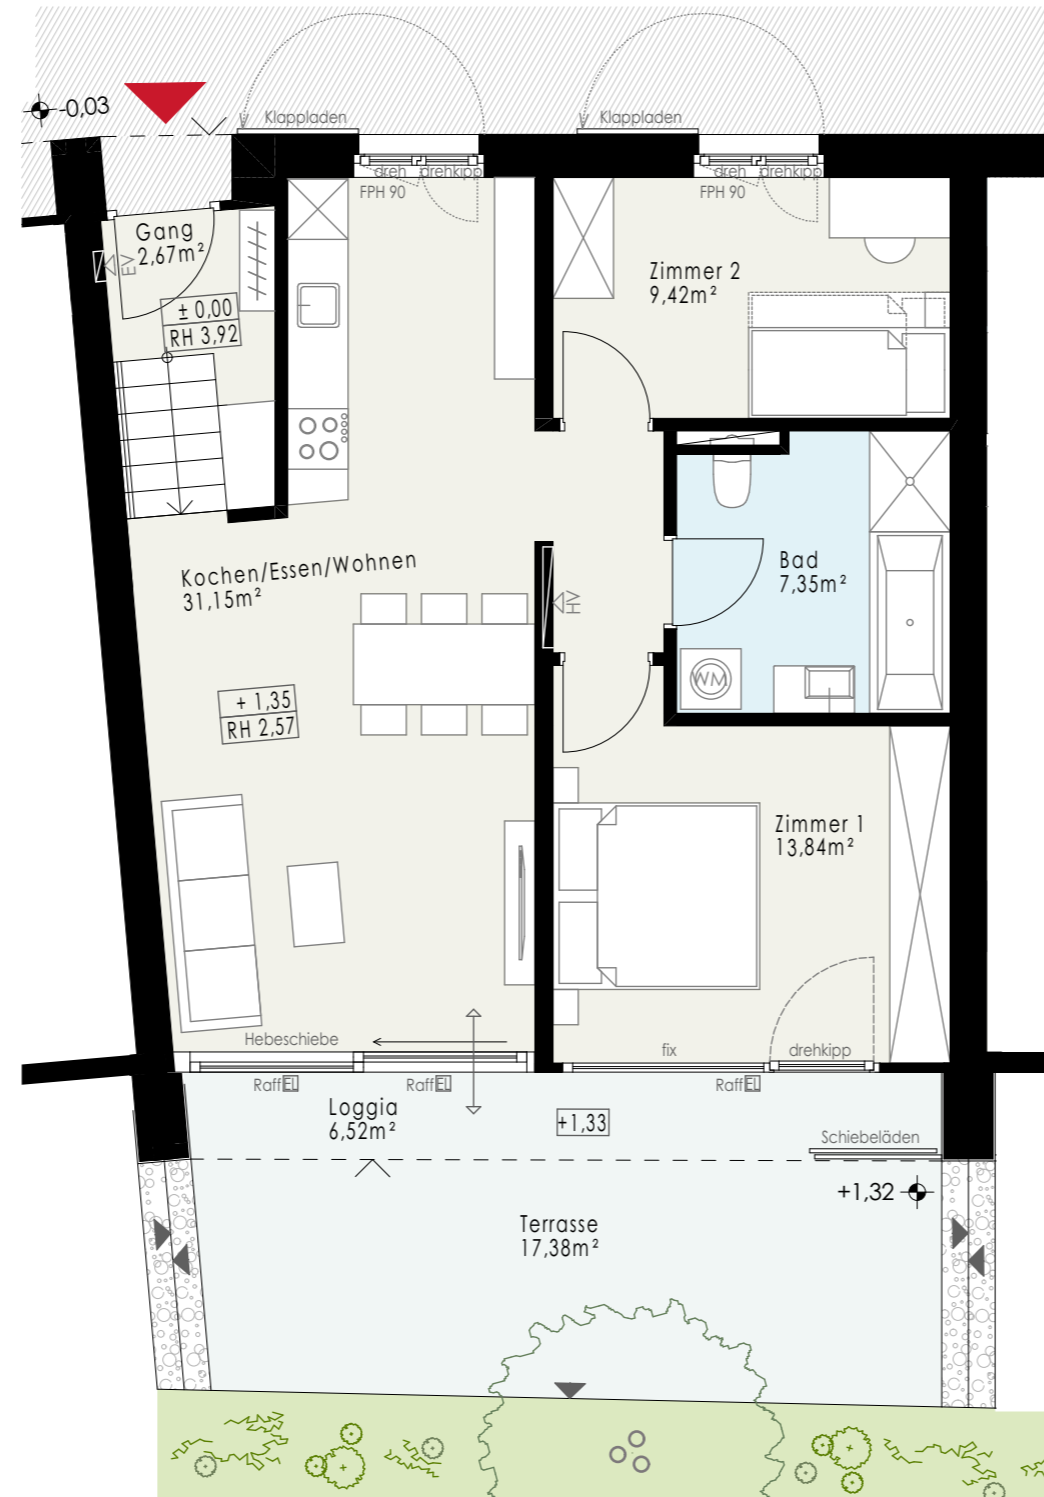 -0,03
Klappladen
Klappladen
dreh drehkipp
FPH 90
dreh drehkipp
FPH 90
Gang
2,67m²
EV
± 0,00
RH 3,92
Zimmer 2
9,42m²
Kochen/Essen/Wohnen
31,15m²
HV
Bad
7,35m²
WM
+ 1,35
RH 2,57
Zimmer 1
13,84m²
Hebeschiebe
fix
drehkipp
Raff EL
Raff EL
Raff EL
Loggia
6,52m²
+1,33
Schiebeläden
+1,32
Terrasse
17,38m²